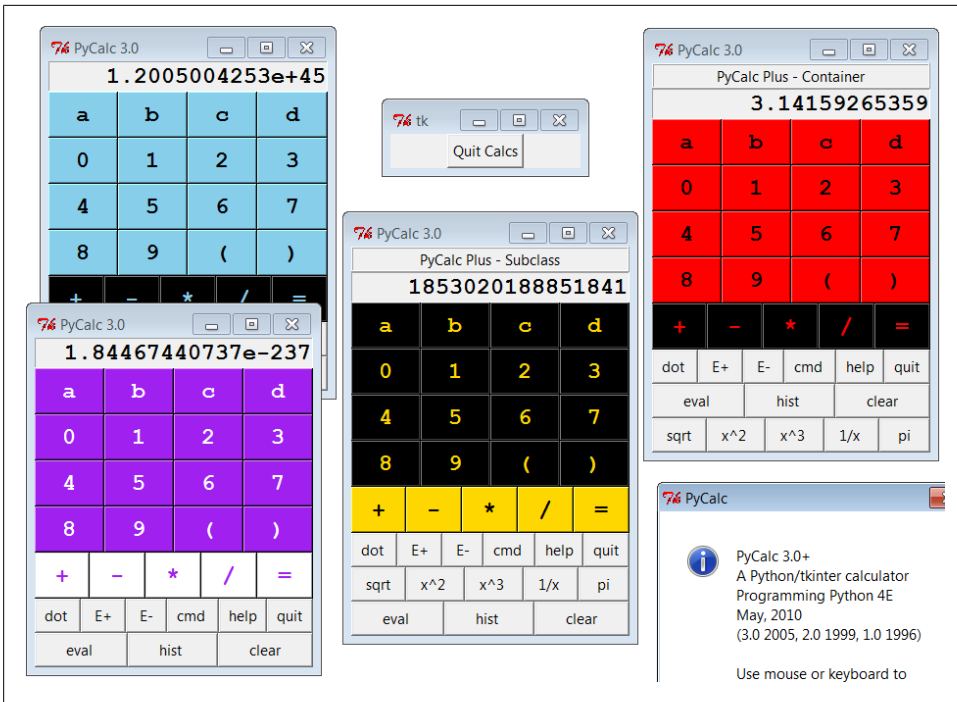 PyCalc 3.0
1.2005004253e+45
a b c d
0 1 2 3
4 5 6 7
8 9 ( )
+ - * / =
tk
Quit Calcs
PyCalc 3.0
PyCalc Plus - Container
3.14159265359
a b c d
0 1 2 3
4 5 6 7
8 9 ( )
+ - * / =
dot E+ E- cmd help quit
eval hist clear
sqrt x^2 x^3 1/x pi
PyCalc 3.0
PyCalc Plus - Subclass
1853020188851841
a b c d
0 1 2 3
4 5 6 7
8 9 ( )
+ - * / =
dot E+ E- cmd help quit
sqrt x^2 x^3 1/x pi
eval hist clear
PyCalc 3.0
1.84467440737e-237
a b c d
0 1 2 3
4 5 6 7
8 9 ( )
+ - * / =
dot E+ E- cmd help quit
eval hist clear
PyCalc
PyCalc 3.0+
A Python/tkinter calculator
Programming Python 4E
May, 2010
(3.0 2005, 2.0 1999, 1.0 1996)
Use mouse or keyboard to